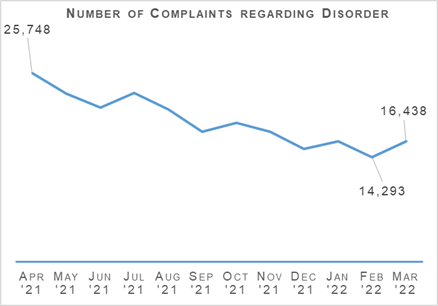 Number of Complaints regarding Disorder
25,748
16,438
14,293
Apr '21
May '21
Jun '21
Jul '21
Aug '21
Sep '21
Oct '21
Nov '21
Dec '21
Jan '22
Feb '22
Mar '22